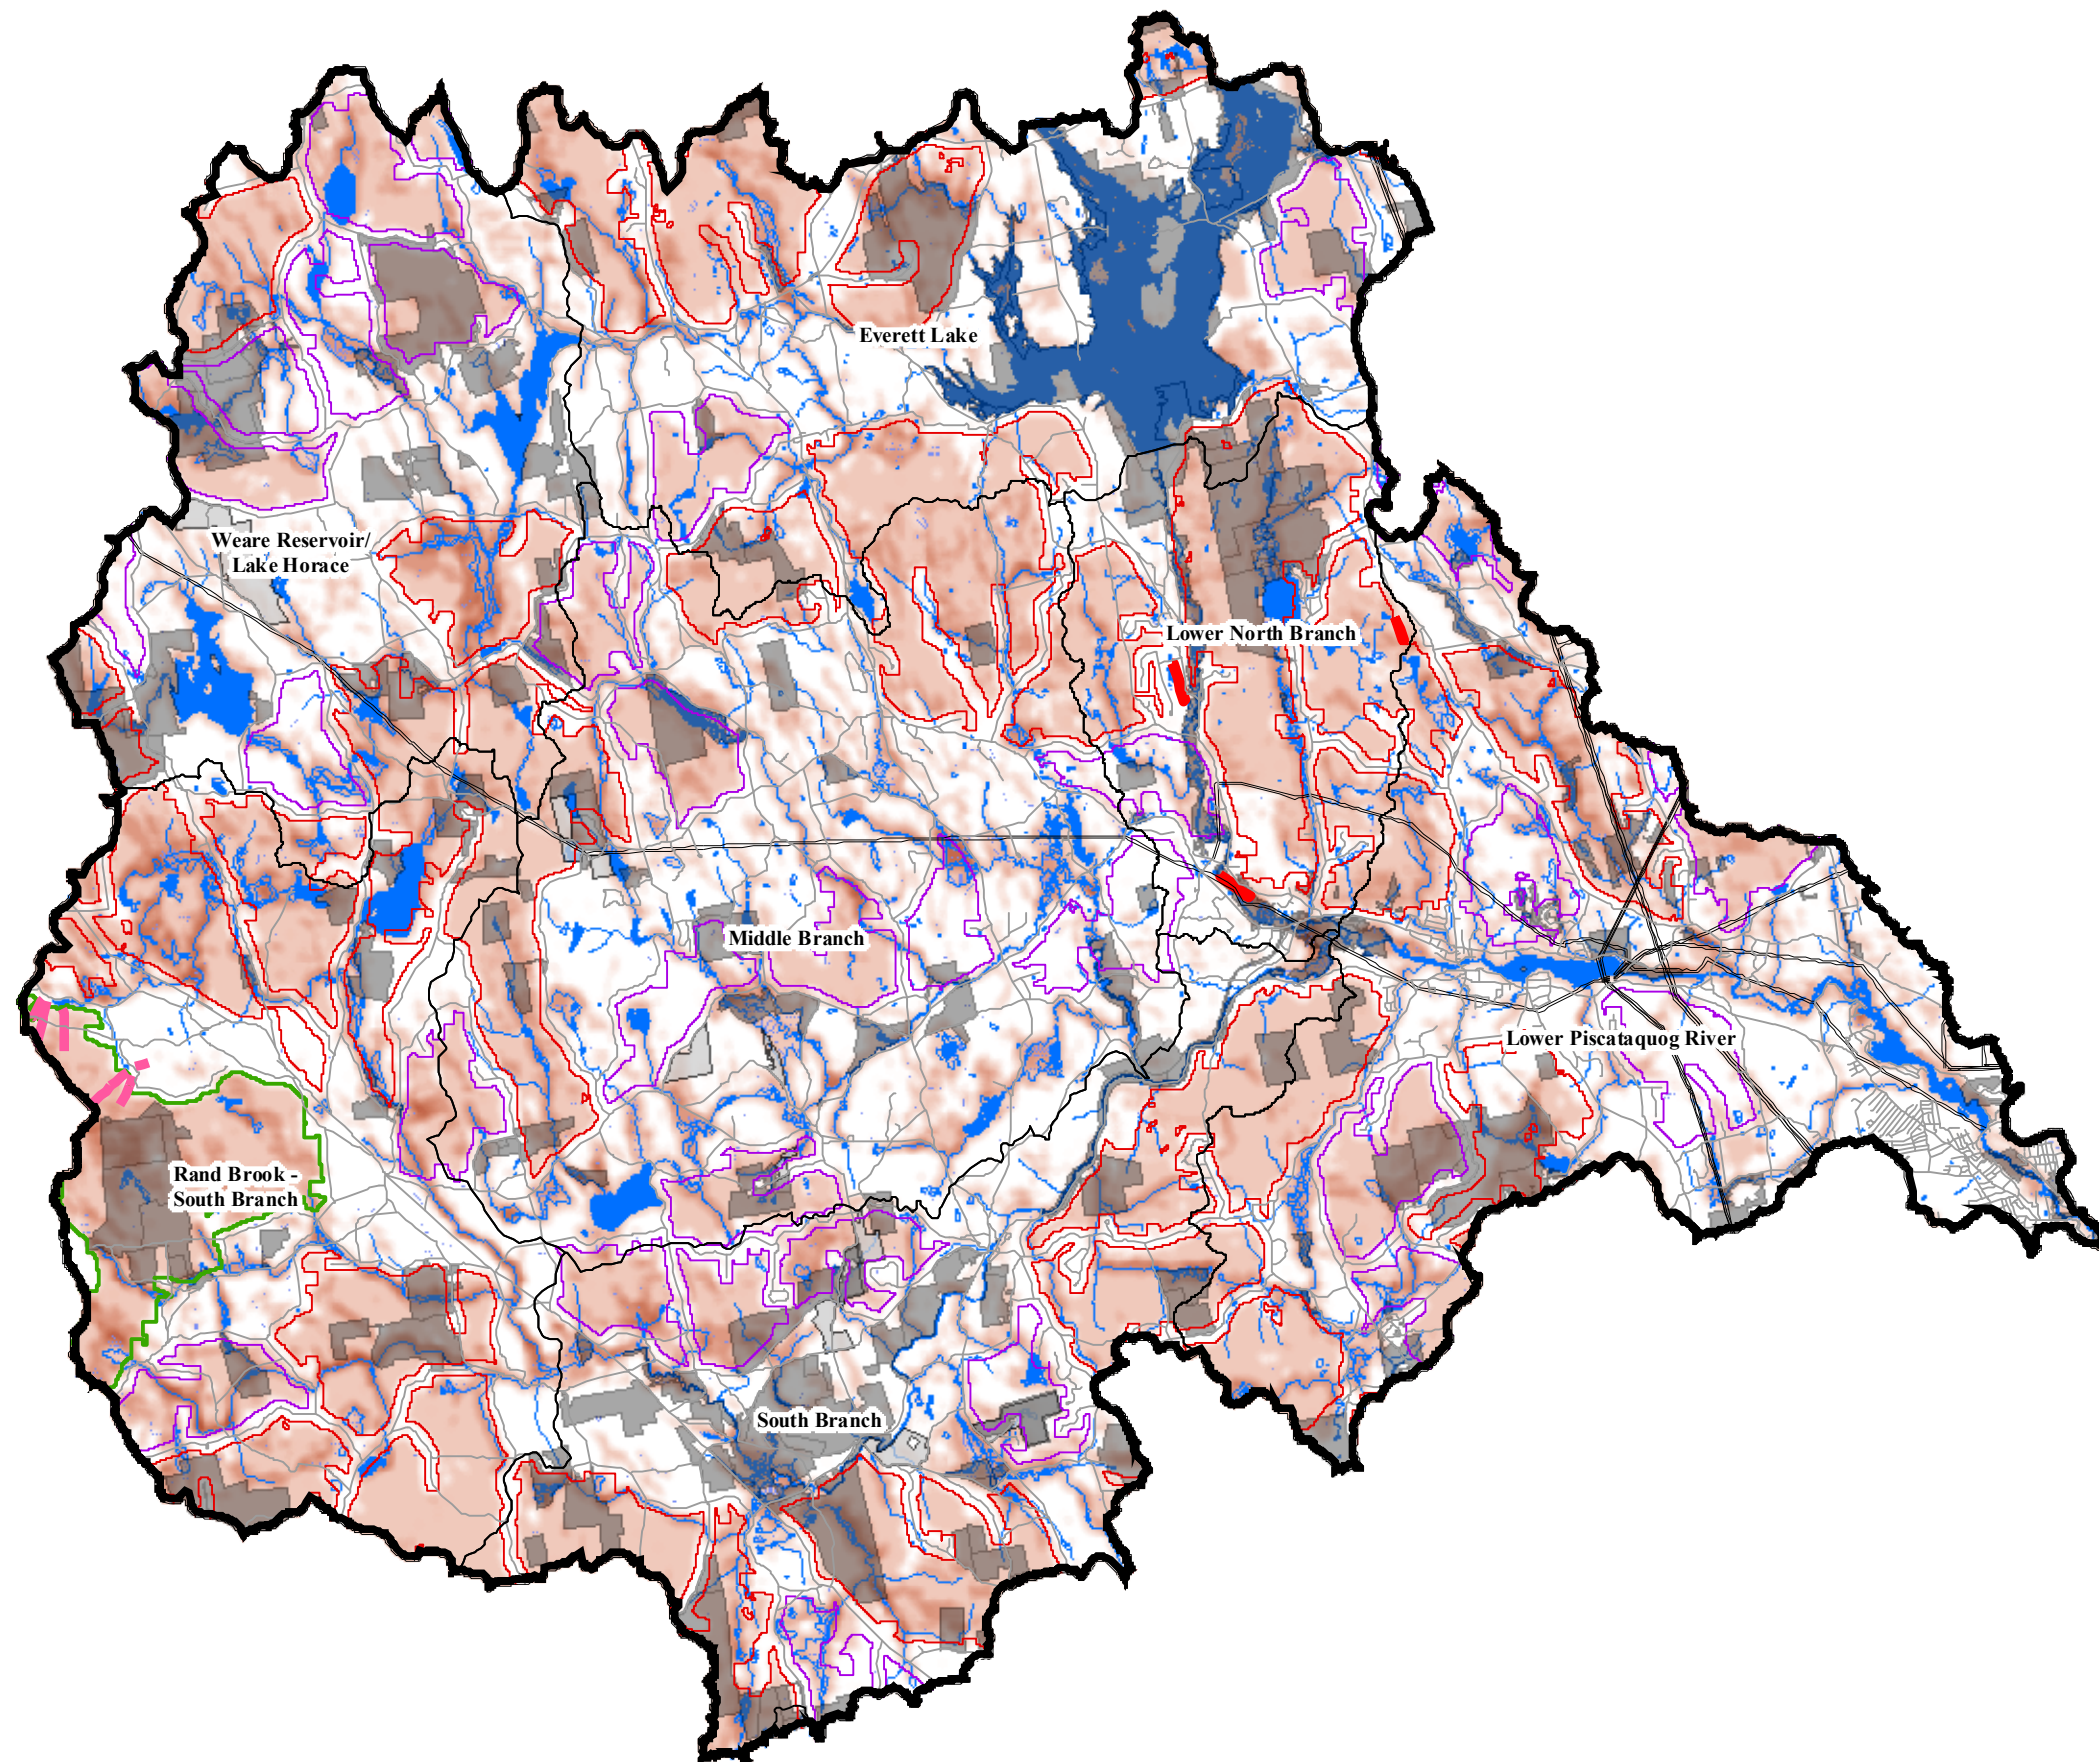 Everett Lake
Weare Reservoir/
Lake Horace
Lower North Branch
Middle Branch
Lower Piscataquog River
Rand Brook -
South Branch
South Branch